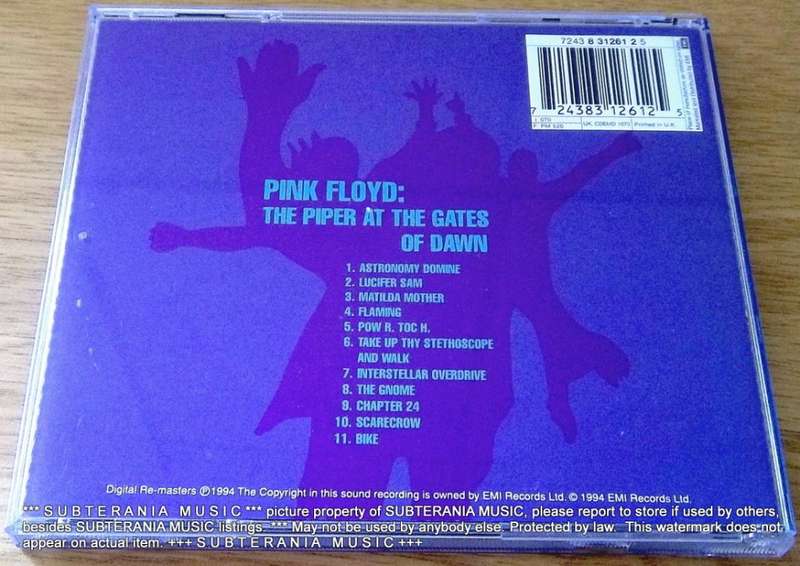 7243 8 31261 2 5
7 24383 12612 5
UK: CDEMD 1073
Printed in U.K.
PINK FLOYD:
THE PIPER AT THE GATES
OF DAWN
1. ASTRONOMY DOMINE
2. LUCIFER SAM
3. MATILDA MOTHER
4. FLAMING
5. POW R. TOC H.
6. TAKE UP THY STETHOSCOPE
AND WALK
7. INTERSTELLAR OVERDRIVE
8. THE GNOME
9. CHAPTER 24
10. SCARECROW
11. BIKE
Digital Re-masters ℗1994 The Copyright in this sound recording is owned by EMI Records Ltd. © 1994 EMI Records Ltd.
*** S U B T E R A N I A   M U S I C *** picture property of SUBTERANIA MUSIC, please report to store if used by others,
besides SUBTERANIA MUSIC listings. *** May not be used by anybody else. Protected by law. This watermark does not
appear on actual item. +++ S U B T E R A N I A   M U S I C +++